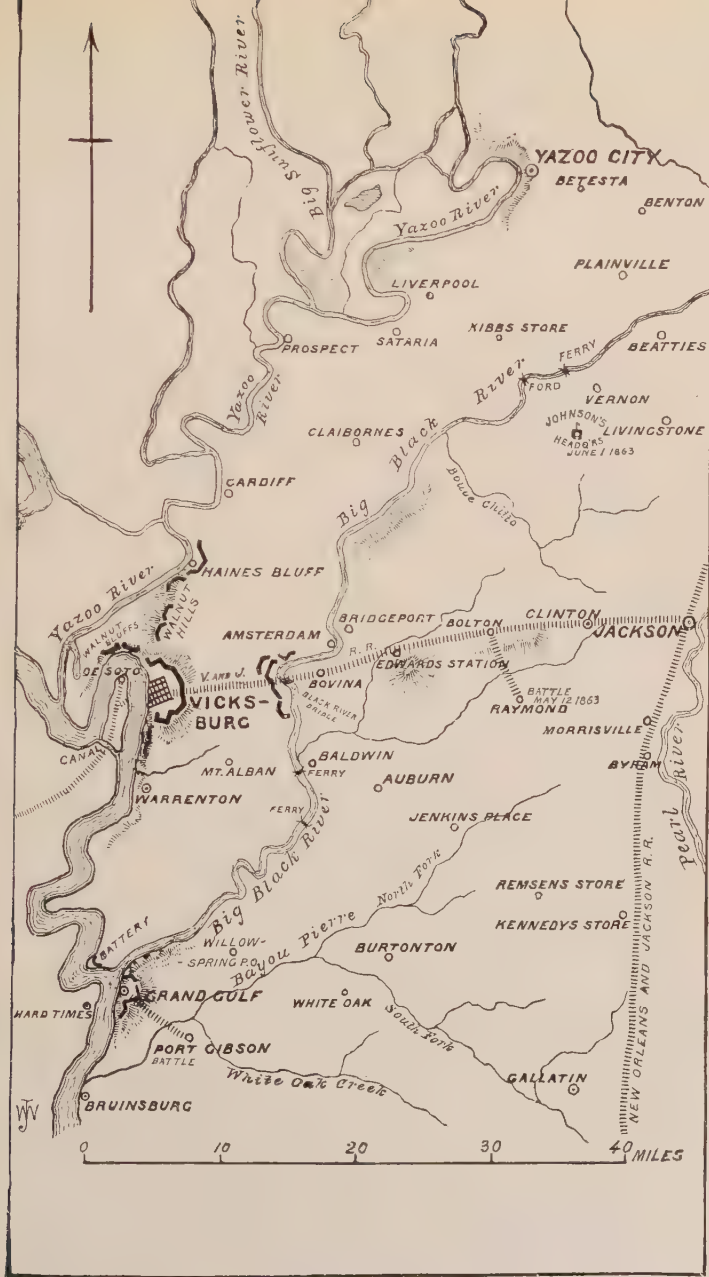 Big Sunflower River
YAZOO CITY
BETESTA
BENTON
Yazoo River
PLAINVILLE
LIVERPOOL
KIBBS STORE
FERRY
BEATTIES
PROSPECT
SATARIA
FORD
VERNON
Yazoo
River
JOHNSON'S
HEADQ'RS
JUNE 1 1863
LIVINGSTONE
CLAIBORNES
Big Black River
Bouge Chitto
CARDIFF
HAINES BLUFF
Yazoo River
WALNUT
HILLS
WALNUT
BLUFFS
AMSTERDAM
BRIDGEPORT
BOLTON
CLINTON
JACKSON
DE SOTO
V. AND J.
R. R.
EDWARDS STATION
BOVINA
VICKS-
BURG
BLACK RIVER
BRIDGE
BATTLE
MAY 12 1863
RAYMOND
MORRISVILLE
CANAL
MT. ALBAN
BALDWIN
FERRY
BYRAM
Pearl River
WARRENTON
AUBURN
FERRY
JENKINS PLACE
Big Black River
North Fork
REMSENS STORE
KENNEDYS STORE
BATTERY
WILLOW-
-SPRING P.O.
Bayou Pierre
BURTONTON
GRAND GULF
WHITE OAK
HARD TIMES
South Fork
PORT GIBSON
BATTLE
White Oak Creek
GALLATIN
NEW ORLEANS AND JACKSON R.R.
BRUINSBURG
0 10 20 30 40 MILES